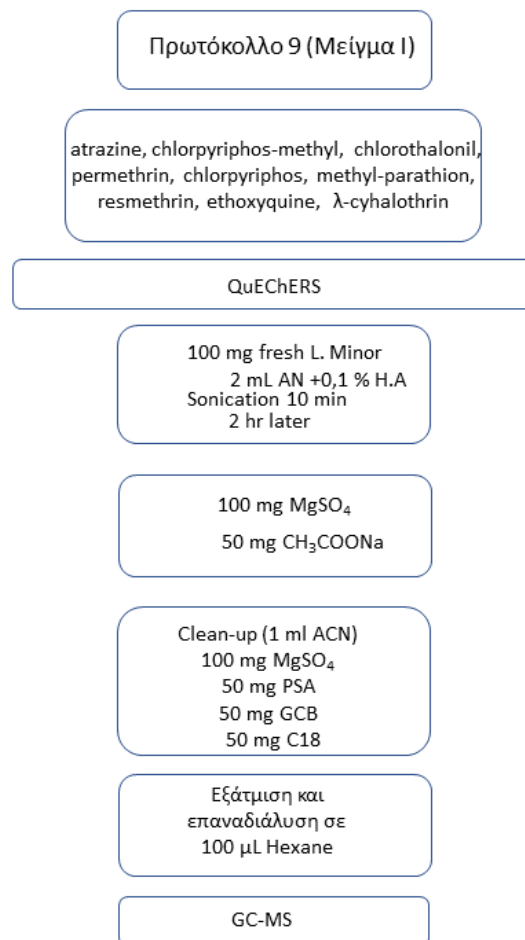 Πρωτόκολλο 9 (Μείγμα Ι)
atrazine, chlorpyriphos-methyl, chlorothalonil,
permethrin, chlorpyriphos, methyl-parathion,
resmethrin, ethoxyquine, λ-cyhalothrin
QuEChERS
100 mg fresh L. Minor
2 mL AN +0,1 % H.A
Sonication 10 min
2 hr later
100 mg MgSO₄
50 mg CH₃COONa
Clean-up (1 ml ACN)
100 mg MgSO₄
50 mg PSA
50 mg GCB
50 mg C18
Εξάτμιση και
επαναδιάλυση σε
100 μL Hexane
GC-MS